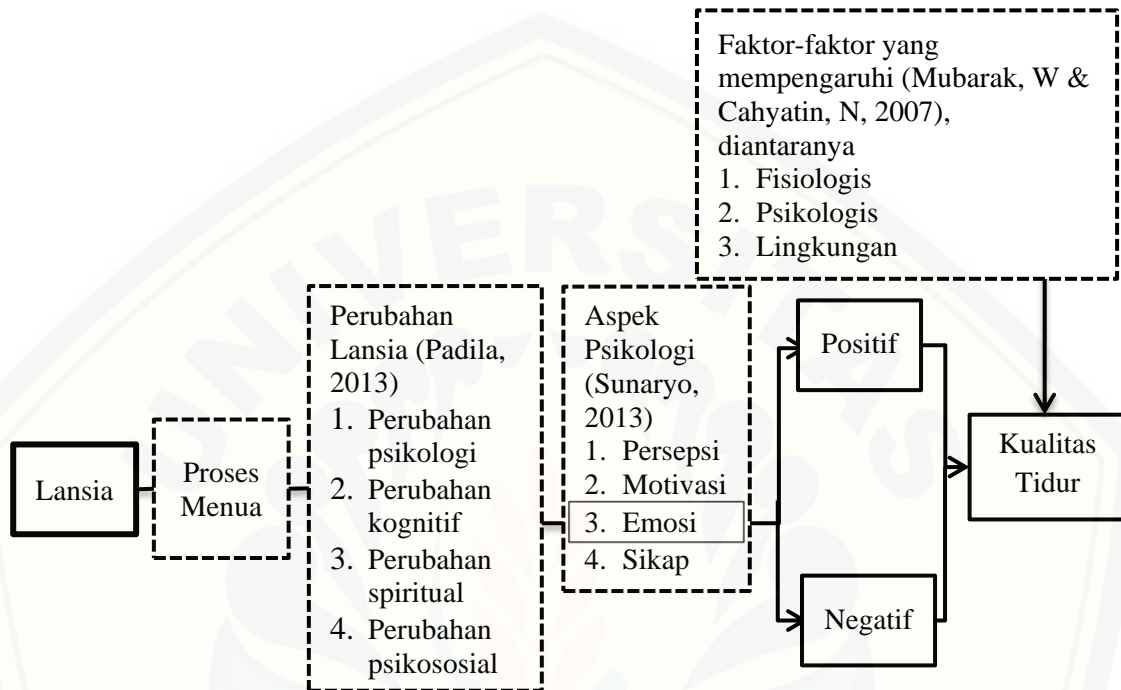 Faktor-faktor yang
mempengaruhi (Mubarak, W &
Cahyatin, N, 2007),
diantaranya
1. Fisiologis
2. Psikologis
3. Lingkungan
Lansia
Proses
Menua
Perubahan
Lansia (Padila,
2013)
1. Perubahan
psikologi
2. Perubahan
kognitif
3. Perubahan
spiritual
4. Perubahan
psikososial
Aspek
Psikologi
(Sunaryo,
2013)
1. Persepsi
2. Motivasi
3. Emosi
4. Sikap
Positif
Negatif
Kualitas
Tidur
UNIVERSITAS